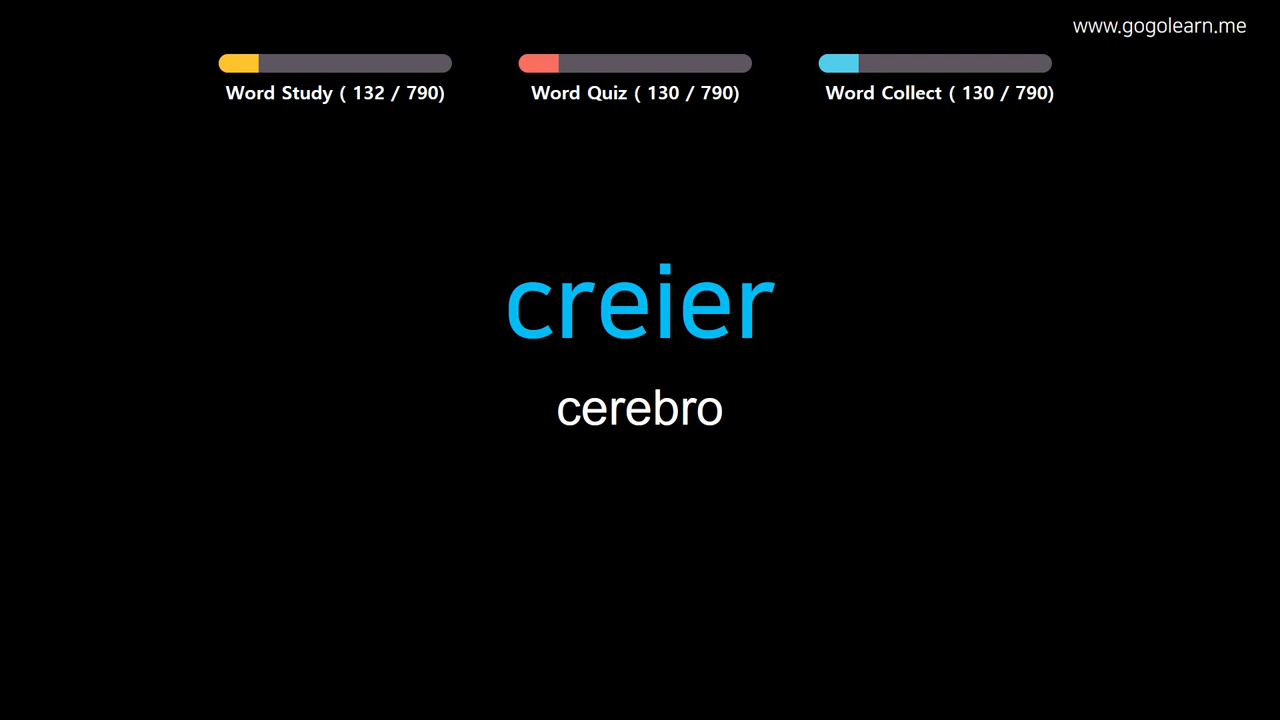 www.gogolearn.me
Word Study ( 132 / 790)
Word Quiz ( 130 / 790)
Word Collect ( 130 / 790)
creier
cerebro